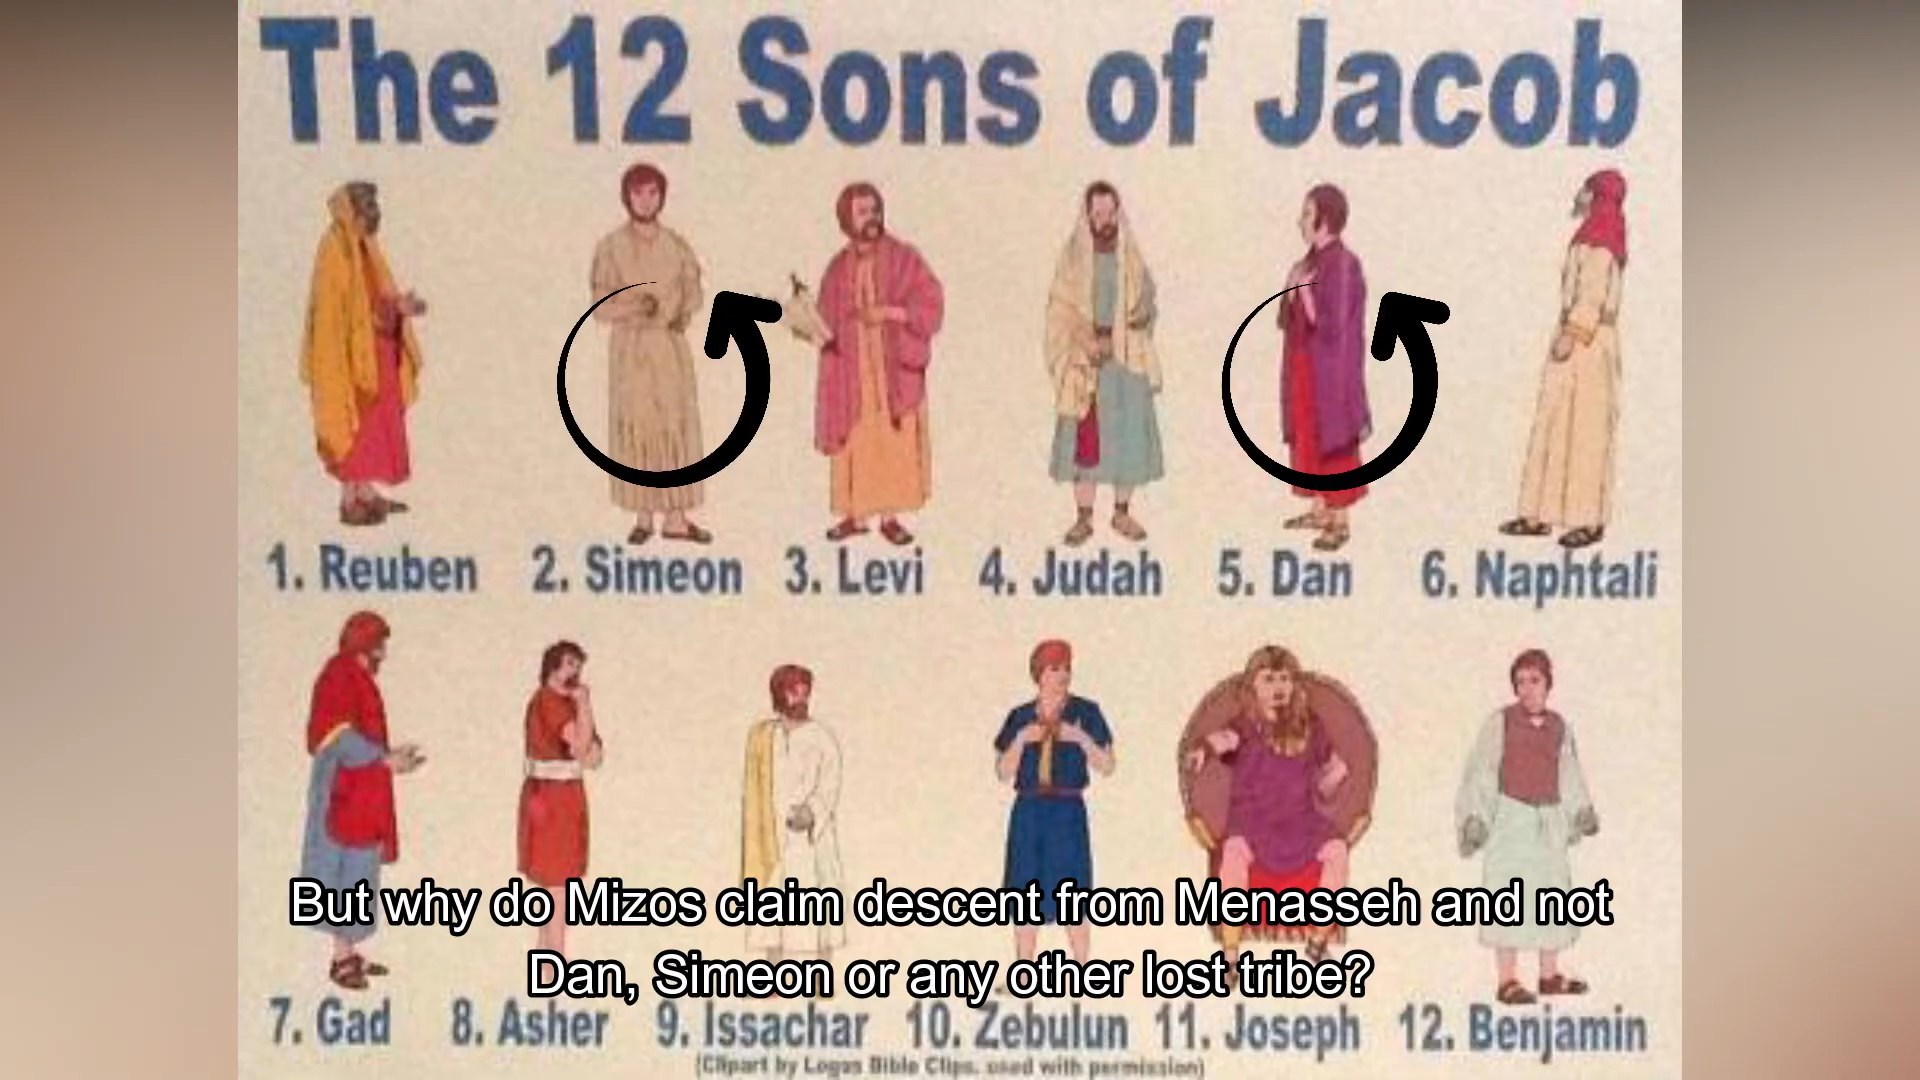 The 12 Sons of Jacob
1. Reuben 2. Simeon 3. Levi 4. Judah 5. Dan 6. Naphtali
But why do Mizos claim descent from Menasseh and not
Dan, Simeon or any other lost tribe?
7. Gad 8. Asher 9. Issachar 10. Zebulun 11. Joseph 12. Benjamin
(Clipart by Logos Bible Clips, used with permission)